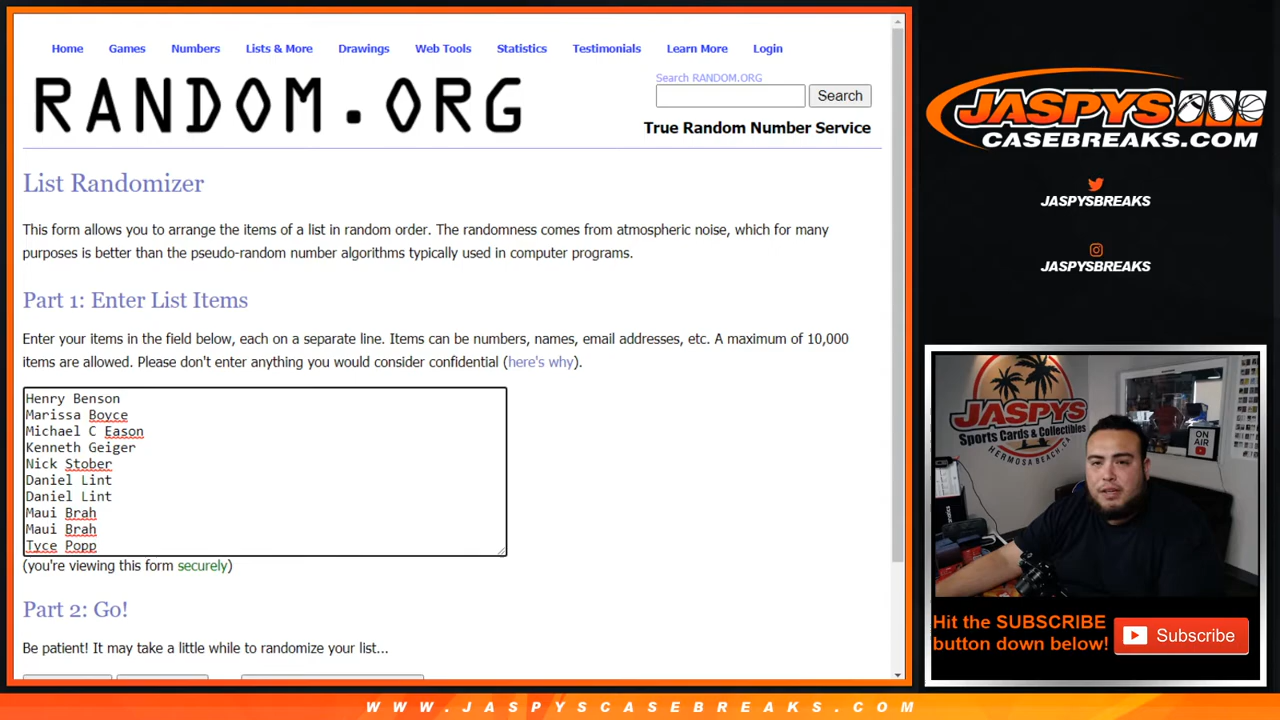 Home Games Numbers Lists & More Drawings Web Tools Statistics Testimonials Learn More Login
RANDOM.ORG
Search RANDOM.ORG
Search
True Random Number Service
List Randomizer
This form allows you to arrange the items of a list in random order. The randomness comes from atmospheric noise, which for many
purposes is better than the pseudo-random number algorithms typically used in computer programs.
Part 1: Enter List Items
Enter your items in the field below, each on a separate line. Items can be numbers, names, email addresses, etc. A maximum of 10,000
items are allowed. Please don't enter anything you would consider confidential (here's why).
Henry Benson
Marissa Boyce
Michael C Eason
Kenneth Geiger
Nick Stober
Daniel Lint
Daniel Lint
Maui Brah
Maui Brah
Tyce Popp
(you're viewing this form securely)
Part 2: Go!
Be patient! It may take a little while to randomize your list...
JASPYS
CASEBREAKS.COM
JASPYSBREAKS
JASPYSBREAKS
JASPYS
Sports Cards & Collectibles
HERMOSA BEACH, CA
ON
AIR
Hit the SUBSCRIBE
button down below!
Subscribe
WWW.JASPYSCASEBREAKS.COM